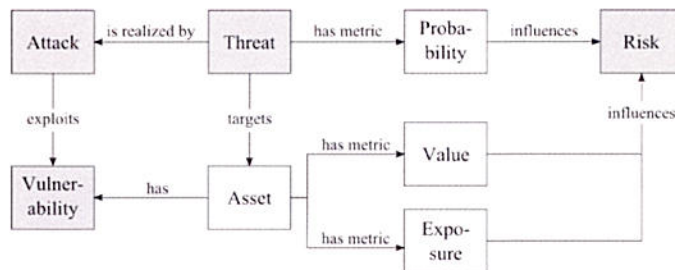 Attack
is realized by
Threat
has metric
Proba-
bility
influences
Risk
exploits
targets
influences
Vulner-
ability
has
Asset
has metric
Value
has metric
Expo-
sure